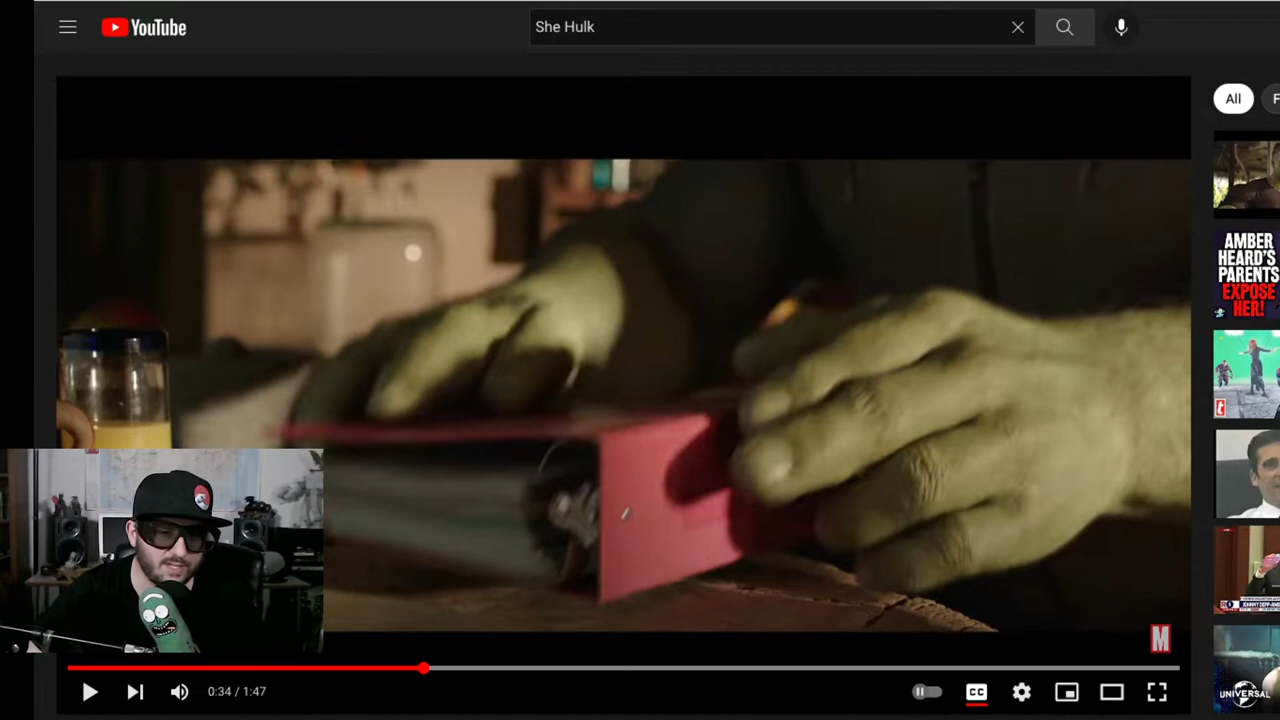 YouTube
She Hulk
All
F
AMBER
HEARD'S
PARENTS
EXPOSE
HER!
t
M
0:34 / 1:47
CC
UNIVERSAL